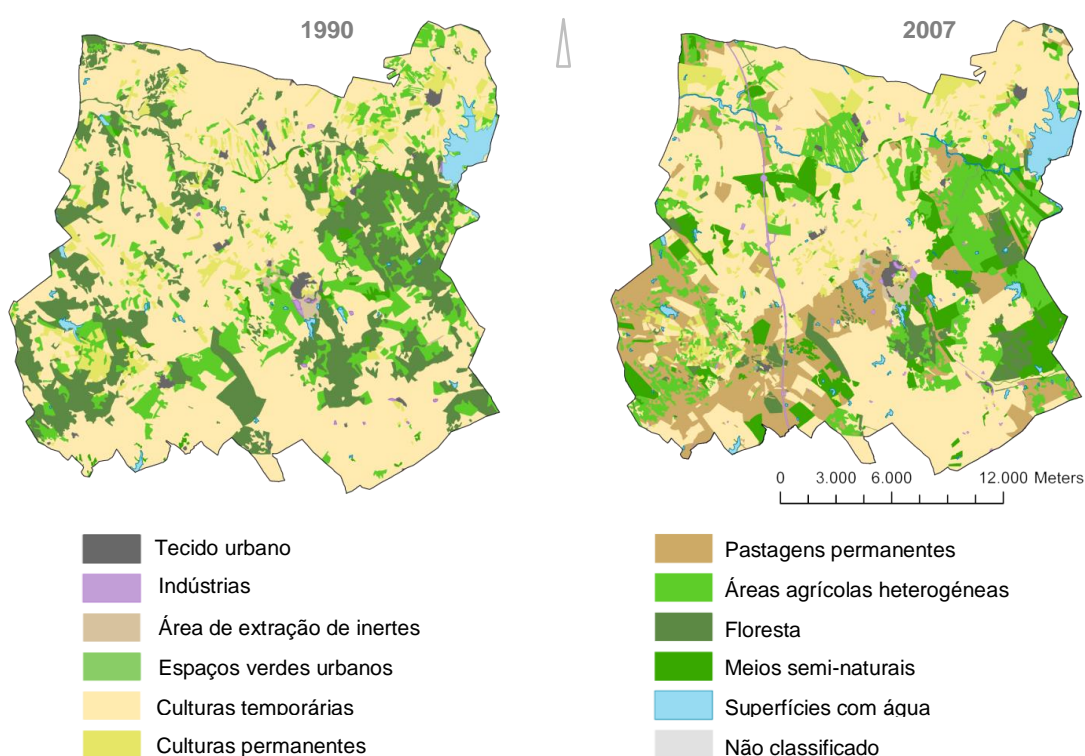 1990
2007
0 3.000 6.000 12.000 Meters
Tecido urbano
Indústrias
Área de extração de inertes
Espaços verdes urbanos
Culturas temporárias
Culturas permanentes
Pastagens permanentes
Áreas agrícolas heterogéneas
Floresta
Meios semi-naturais
Superfícies com água
Não classificado